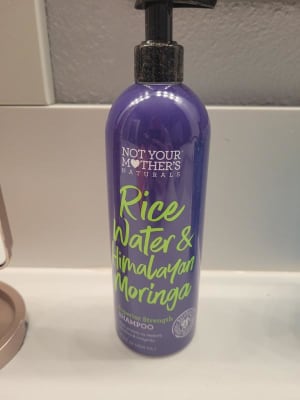 NOT YOUR
MOTHER'S
NATURALS
Rice
Water &
Himalayan
Moringa
Strength
SHAMPOO